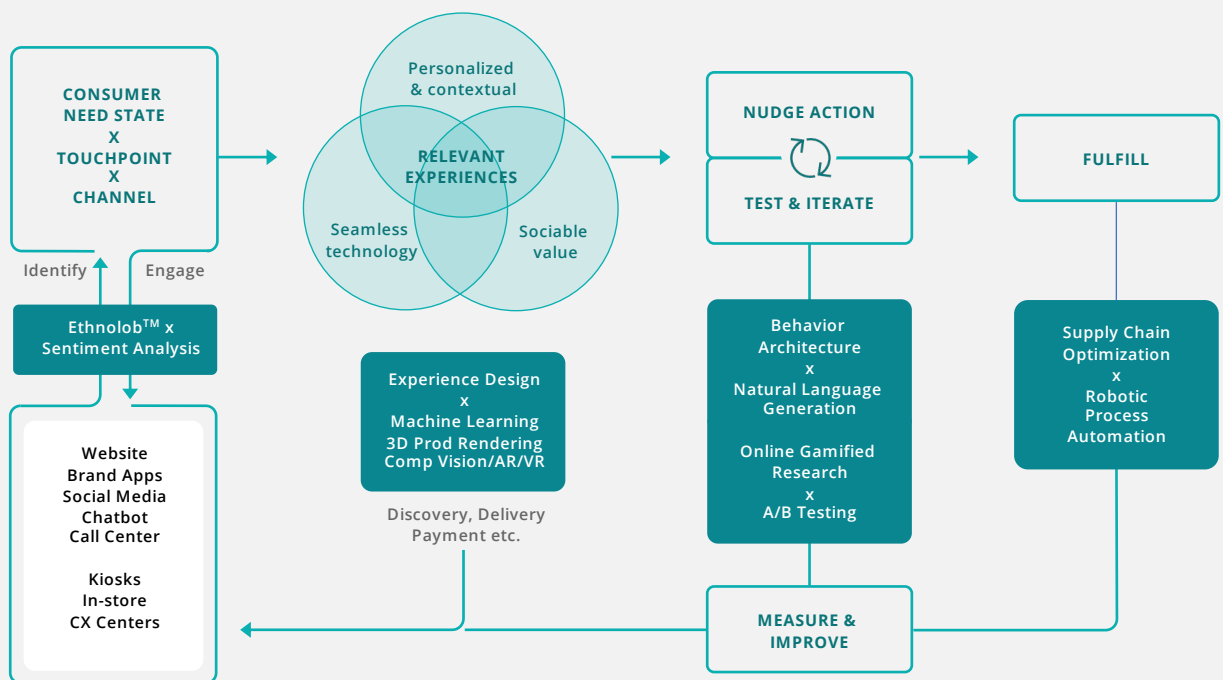 CONSUMER
NEED STATE
X
TOUCHPOINT
X
CHANNEL
Identify
Engage
Ethnolob™ x
Sentiment Analysis
Website
Brand Apps
Social Media
Chatbot
Call Center
Kiosks
In-store
CX Centers
Personalized
& contextual
RELEVANT
EXPERIENCES
Seamless
technology
Sociable
value
Experience Design
x
Machine Learning
3D Prod Rendering
Comp Vision/AR/VR
Discovery, Delivery
Payment etc.
NUDGE ACTION
TEST & ITERATE
Behavior
Architecture
x
Natural Language
Generation
Online Gamified
Research
x
A/B Testing
MEASURE &
IMPROVE
FULFILL
Supply Chain
Optimization
x
Robotic
Process
Automation